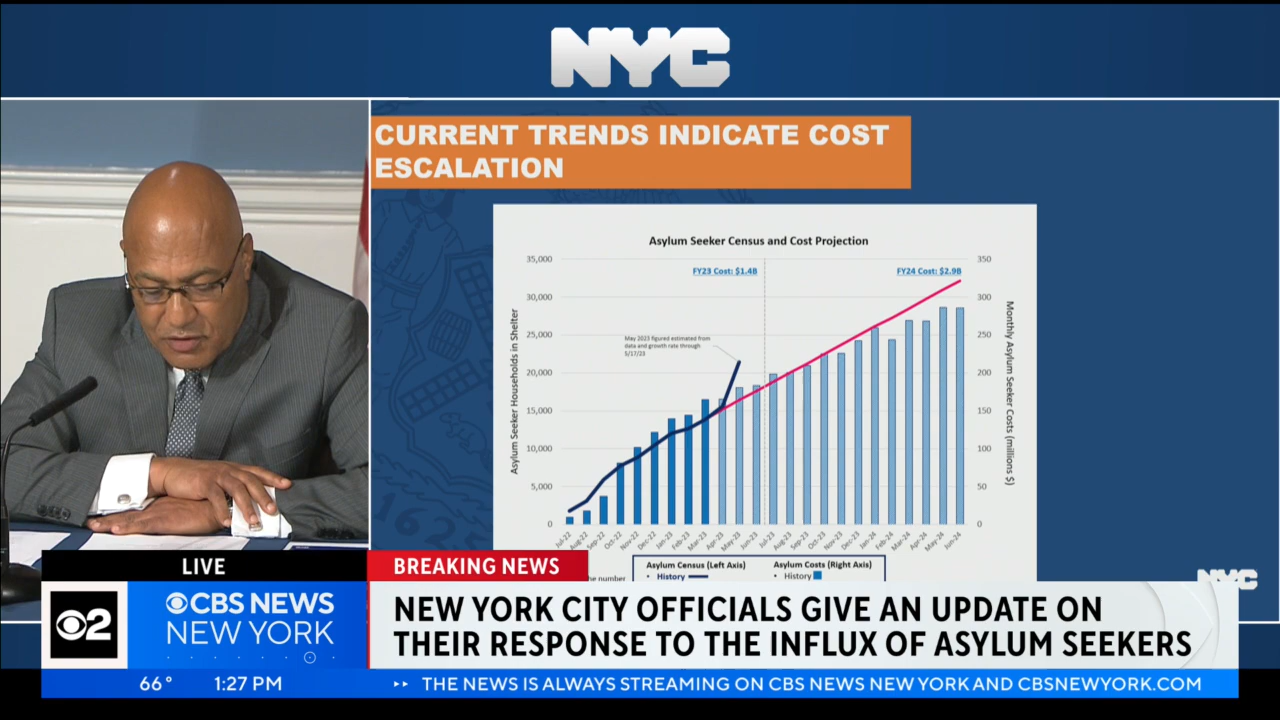 NYC
CURRENT TRENDS INDICATE COST
ESCALATION
Asylum Seeker Census and Cost Projection
FY23 Cost: $1.4B
FY24 Cost: $2.9B
35,000
30,000
25,000
20,000
15,000
10,000
5,000
0
Asylum Seeker Households in Shelter
May 2023 figured estimated from
data and growth rate through
5/17/23
350
300
250
200
150
100
50
0
Monthly Asylum Seeker Costs (millions $)
Jul-22
Aug-22
Sep-22
Oct-22
Nov-22
Dec-22
Jan-23
Feb-23
Mar-23
Apr-23
May-23
Jun-23
Jul-23
Aug-23
Sep-23
Oct-23
Nov-23
Dec-23
Jan-24
Feb-24
Mar-24
Apr-24
May-24
Jun-24
Asylum Census (Left Axis)
• History
Asylum Costs (Right Axis)
• History
he number
1625
NYC
LIVE
BREAKING NEWS
2
CBS NEWS
NEW YORK
NEW YORK CITY OFFICIALS GIVE AN UPDATE ON
THEIR RESPONSE TO THE INFLUX OF ASYLUM SEEKERS
66° 1:27 PM
THE NEWS IS ALWAYS STREAMING ON CBS NEWS NEW YORK AND CBSNEWYORK.COM